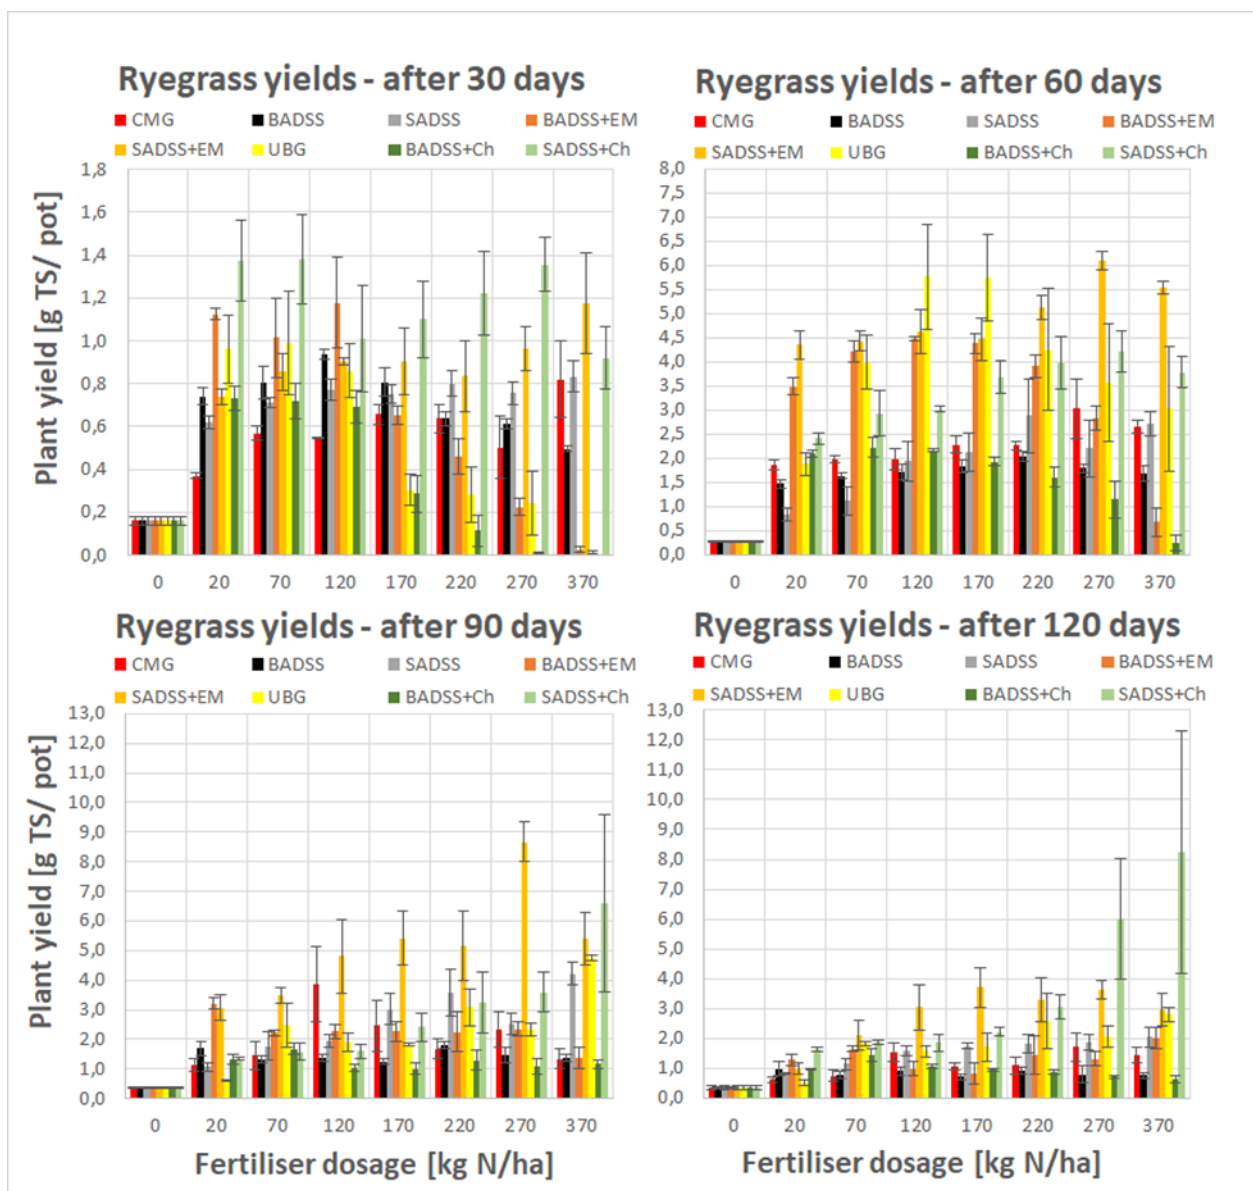 Ryegrass yields - after 30 days
CMG BADSS SADSS BADSS+EM
SADSS+EM UBG BADSS+Ch SADSS+Ch
Plant yield [g TS/ pot]
1,8
1,6
1,4
1,2
1,0
0,8
0,6
0,4
0,2
0,0
0 20 70 120 170 220 270 370
Ryegrass yields - after 60 days
CMG BADSS SADSS BADSS+EM
SADSS+EM UBG BADSS+Ch SADSS+Ch
8,0
7,5
7,0
6,5
6,0
5,5
5,0
4,5
4,0
3,5
3,0
2,5
2,0
1,5
1,0
0,5
0,0
0 20 70 120 170 220 270 370
Ryegrass yields - after 90 days
CMG BADSS SADSS BADSS+EM
SADSS+EM UBG BADSS+Ch SADSS+Ch
Plant yield [g TS/ pot]
13,0
12,0
11,0
10,0
9,0
8,0
7,0
6,0
5,0
4,0
3,0
2,0
1,0
0,0
0 20 70 120 170 220 270 370
Fertiliser dosage [kg N/ha]
Ryegrass yields - after 120 days
CMG BADSS SADSS BADSS+EM
SADSS+EM UBG BADSS+Ch SADSS+Ch
13,0
12,0
11,0
10,0
9,0
8,0
7,0
6,0
5,0
4,0
3,0
2,0
1,0
0,0
0 20 70 120 170 220 270 370
Fertiliser dosage [kg N/ha]